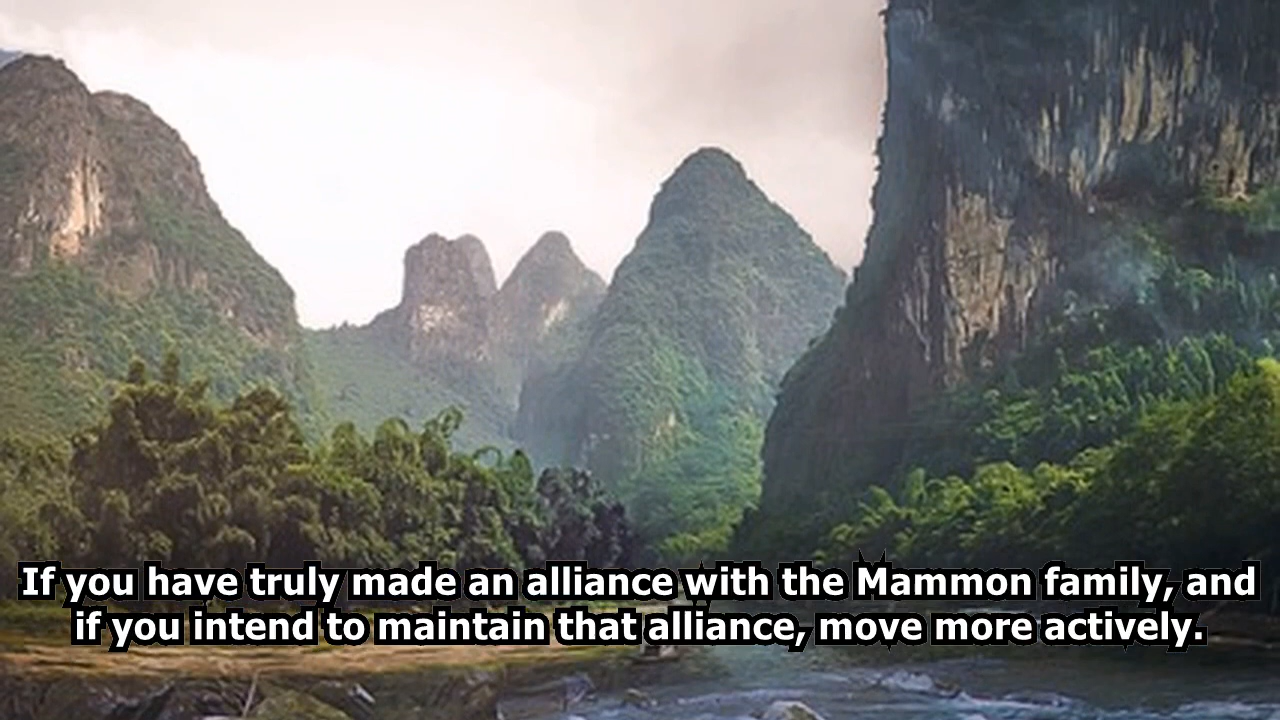 If you have truly made an alliance with the Mammon family, and
if you intend to maintain that alliance, move more actively.